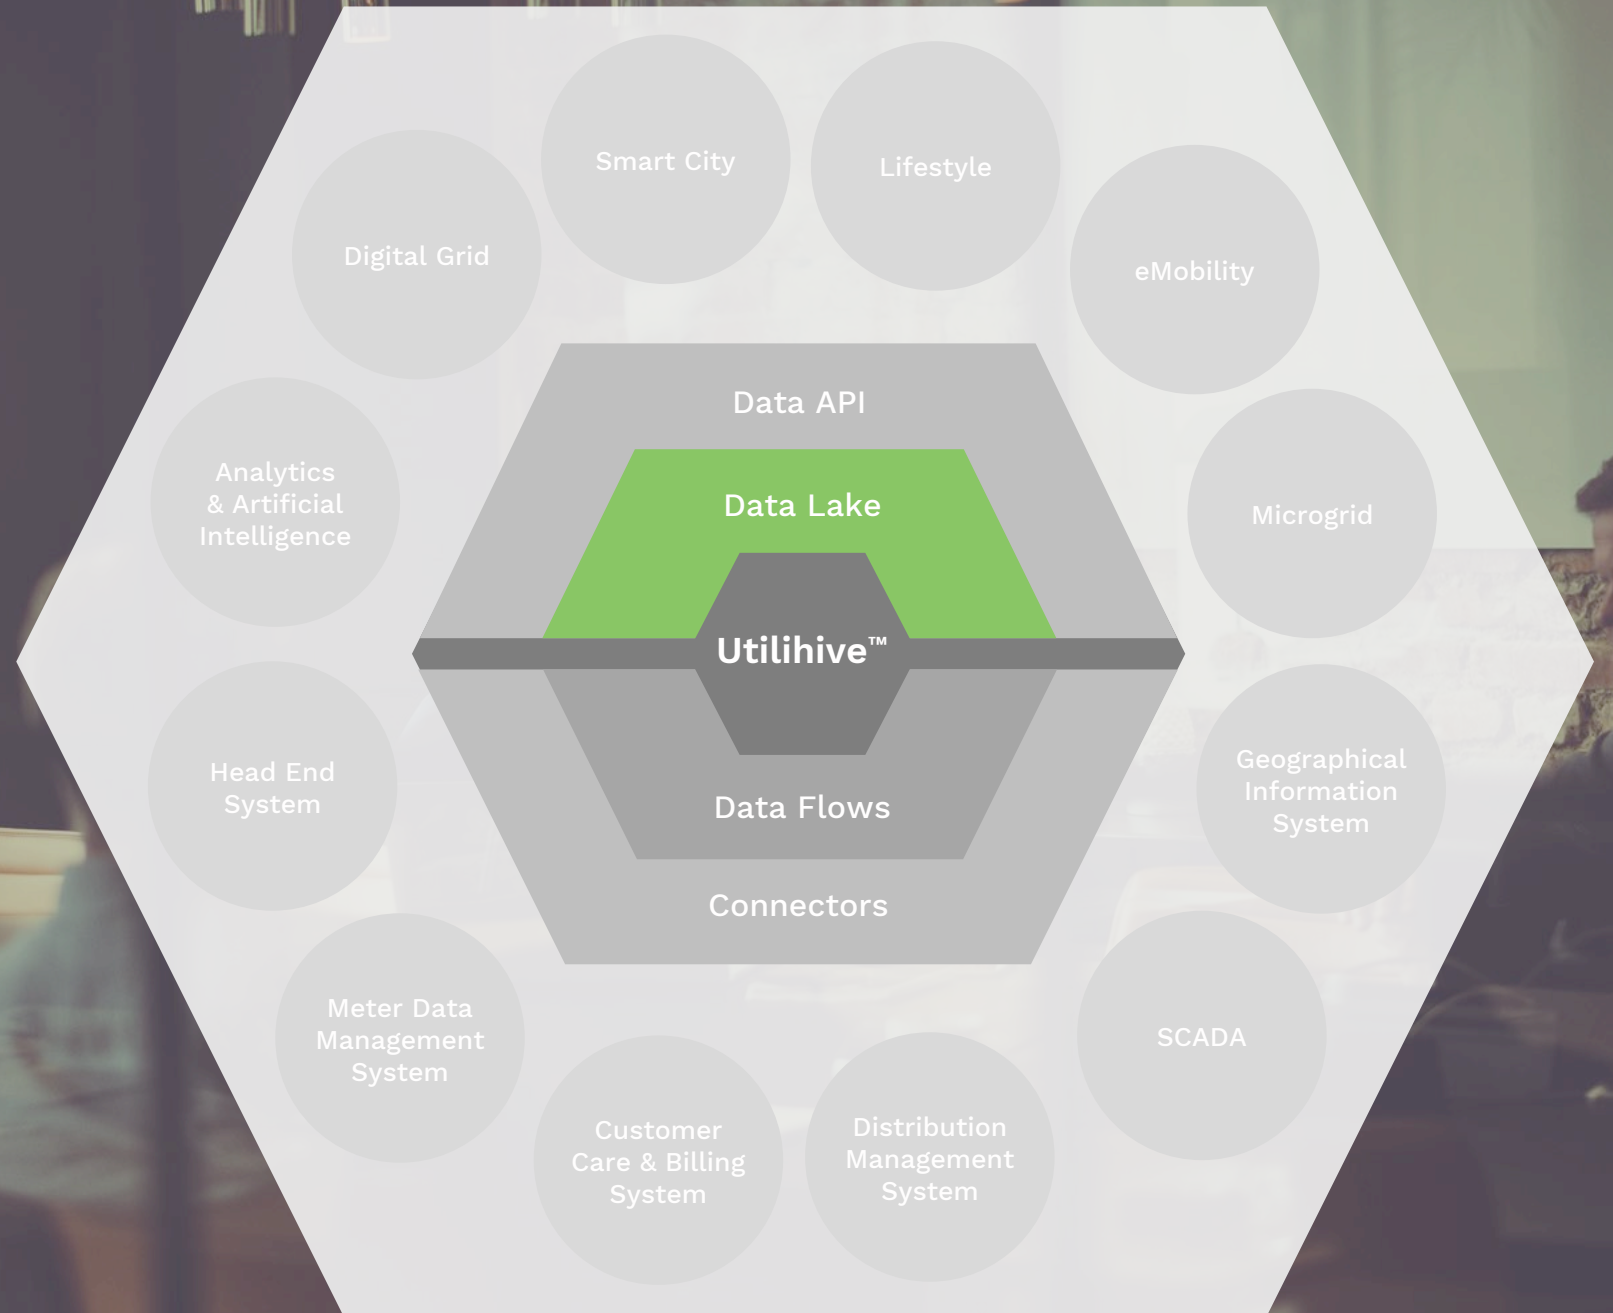 Smart City
Lifestyle
Digital Grid
eMobility
Data API
Analytics
& Artificial
Intelligence
Data Lake
Microgrid
Utilihive™
Head End
System
Geographical
Information
System
Data Flows
Connectors
Meter Data
Management
System
SCADA
Customer
Care & Billing
System
Distribution
Management
System